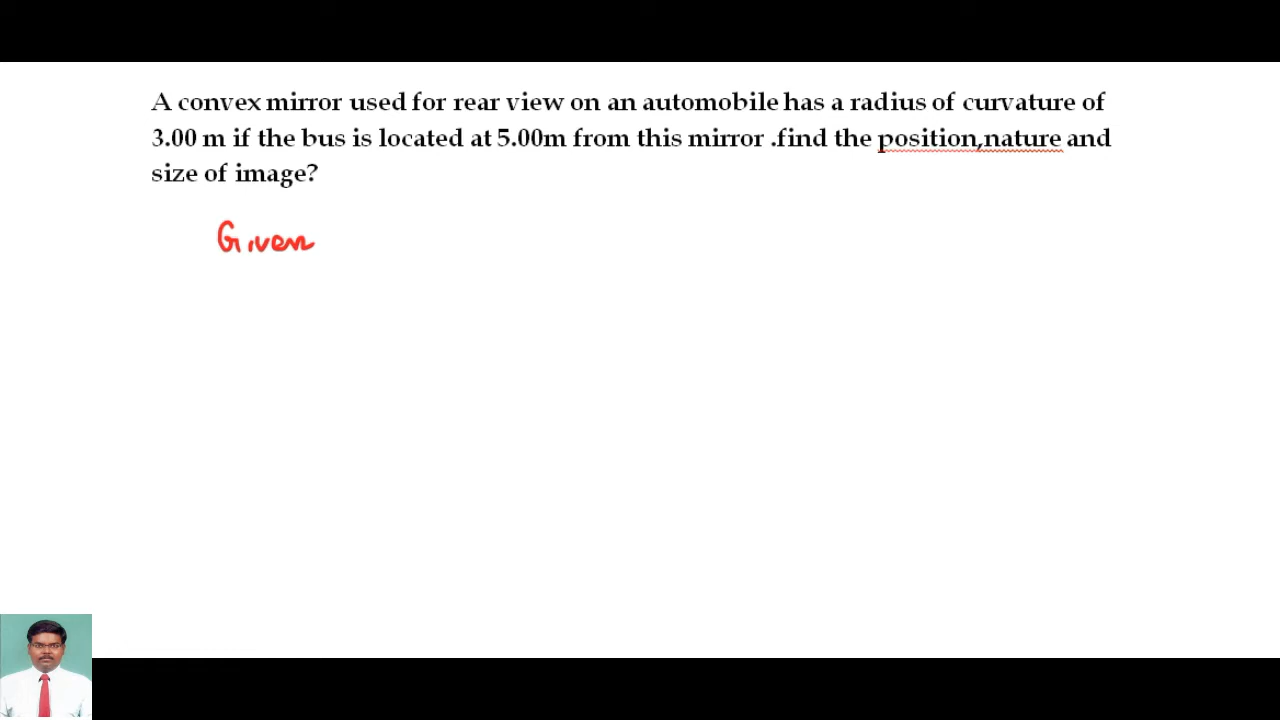 A convex mirror used for rear view on an automobile has a radius of curvature of
3.00 m if the bus is located at 5.00m from this mirror .find the position,nature and
size of image?
Given